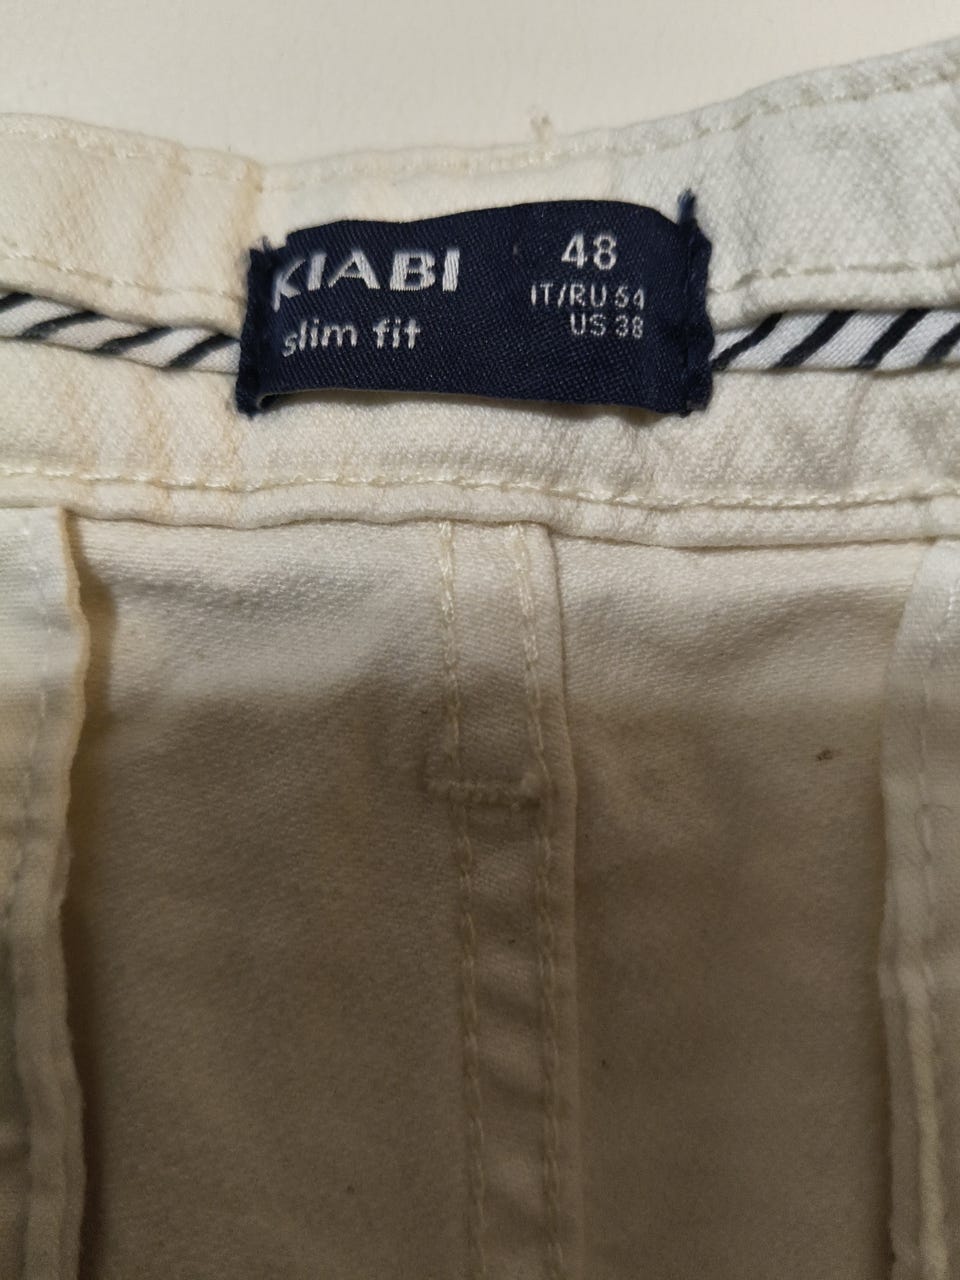 KIABI
slim fit
48
IT/RU 54
US 38